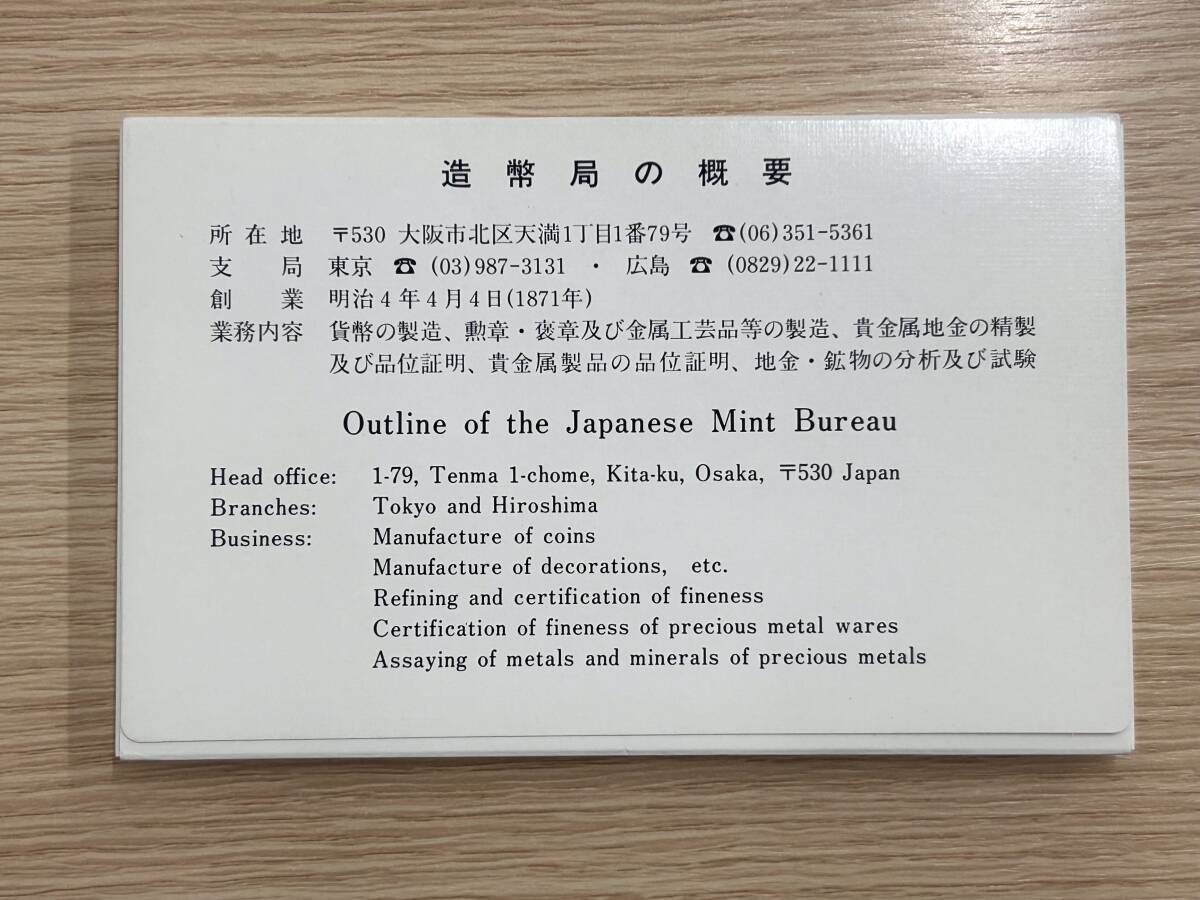 造幣局の概要
所在地 〒530 大阪市北区天満1丁目1番79号 ☎(06)351-5361
支局 東京 ☎ (03)987-3131 ・ 広島 ☎ (0829)22-1111
創業 明治4年4月4日(1871年)
業務内容 貨幣の製造、勲章・褒章及び金属工芸品等の製造、貴金属地金の精製
及び品位証明、貴金属製品の品位証明、地金・鉱物の分析及び試験
Outline of the Japanese Mint Bureau
Head office: 1-79, Tenma 1-chome, Kita-ku, Osaka, 〒530 Japan
Branches: Tokyo and Hiroshima
Business: Manufacture of coins
Manufacture of decorations, etc.
Refining and certification of fineness
Certification of fineness of precious metal wares
Assaying of metals and minerals of precious metals